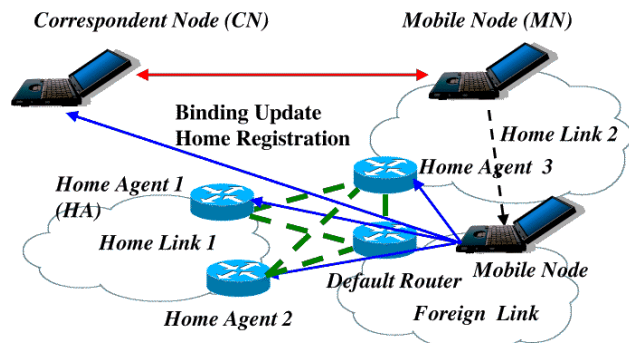 Correspondent Node (CN)
Mobile Node (MN)
Binding Update
Home Registration
Home Link 2
Home Agent 3
Home Agent 1
(HA)
Home Link 1
Mobile Node
Default Router
Home Agent 2
Foreign Link